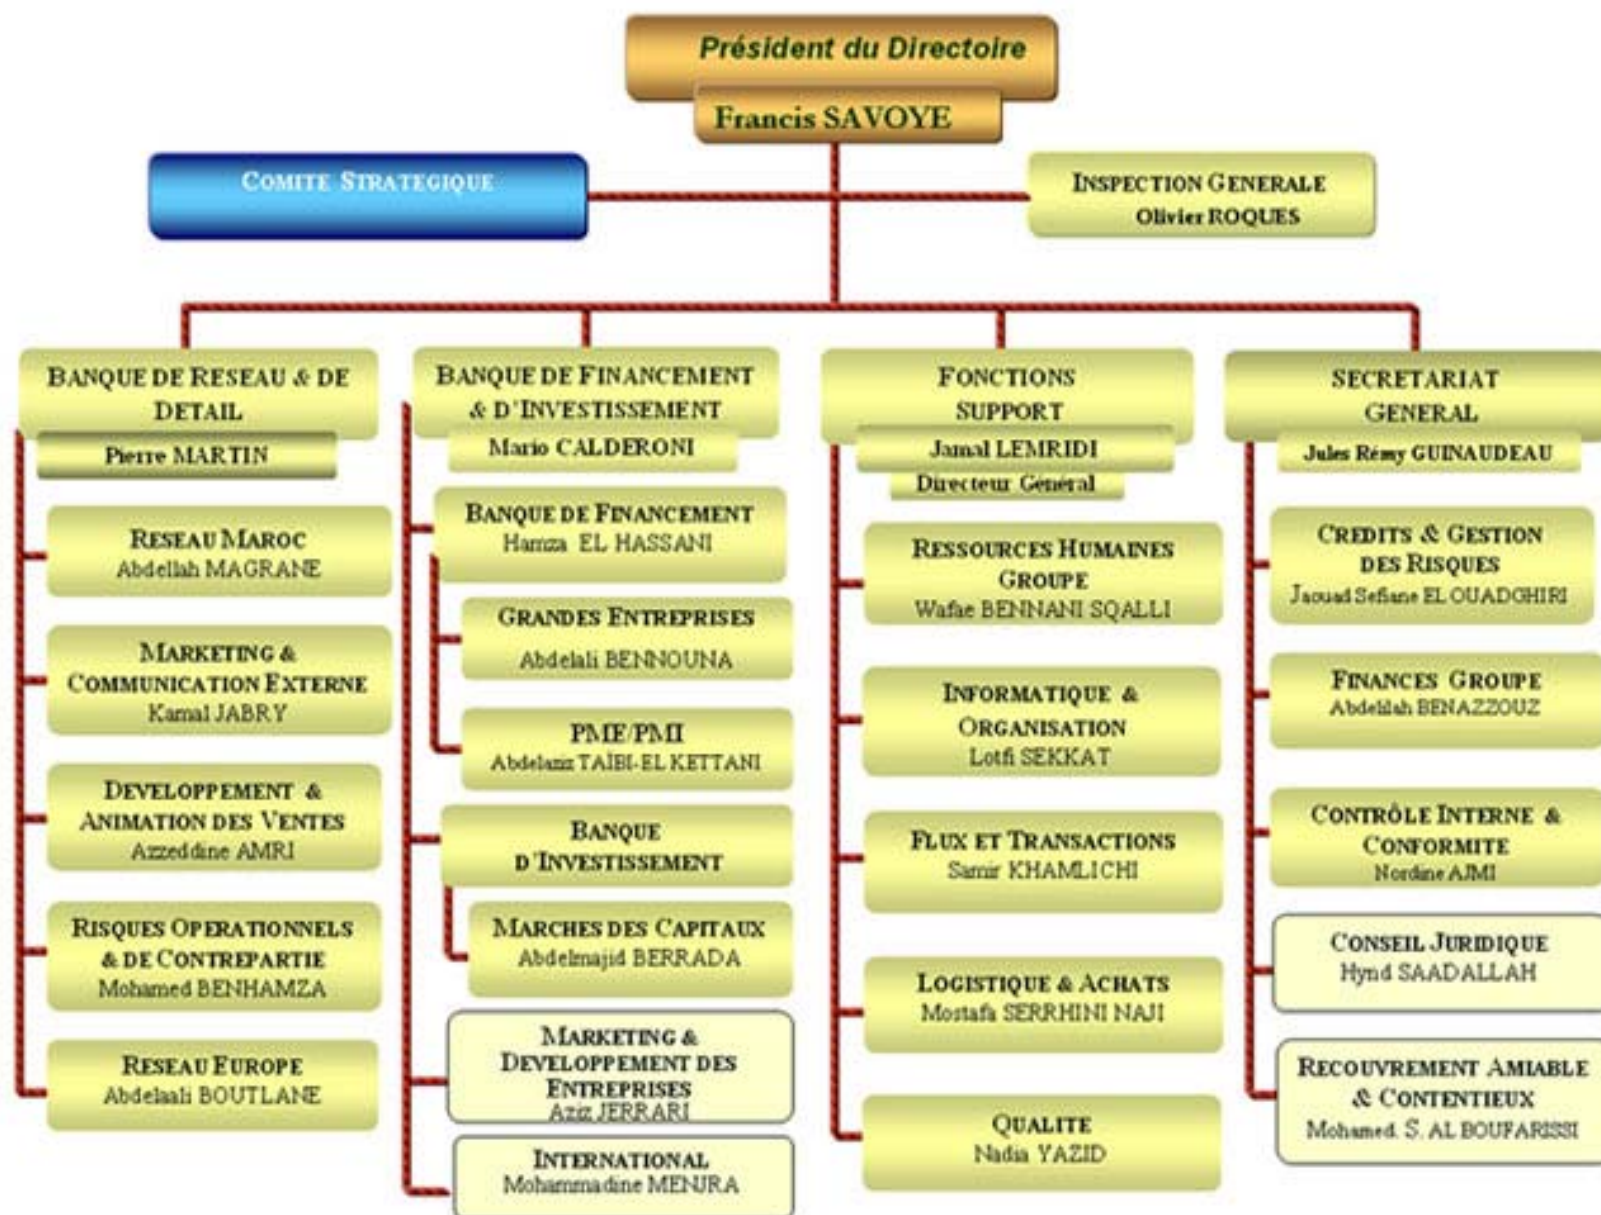 Président du Directoire
Francis SAVOYE
COMITE STRATEGIQUE
INSPECTION GENERALE
Olivier ROQUES
BANQUE DE RESEAU & DE
DETAIL
Pierre MARTIN
RESEAU MAROC
Abdellah MAGRANE
MARKETING &
COMMUNICATION EXTERNE
Kamal JABRY
DEVELOPPEMENT &
ANIMATION DES VENTES
Azzeddine AMRI
RISQUES OPERATIONNELS
& DE CONTREPARTIE
Mohamed BENHAMZA
RESEAU EUROPE
Abdelaali BOUTLANE
BANQUE DE FINANCEMENT
& D'INVESTISSEMENT
Mario CALDERONI
BANQUE DE FINANCEMENT
Hamza EL HASSANI
GRANDES ENTREPRISES
Abdelali BENNOUNA
PME/PMI
Abdelaziz TAIBI-EL KETTANI
BANQUE
D'INVESTISSEMENT
MARCHES DES CAPITAUX
Abdelmajid BERRADA
MARKETING &
DEVELOPPEMENT DES
ENTREPRISES
Aziz JERRARI
INTERNATIONAL
Mohammadine MENJRA
FONCTIONS
SUPPORT
Jamal LEMRIDI
Directeur Général
RESSOURCES HUMAINES
GROUPE
Wafae BENNANI SQALLI
INFORMATIQUE &
ORGANISATION
Lotfi SEKKAT
FLUX ET TRANSACTIONS
Samir KHAMLICHI
LOGISTIQUE & ACHATS
Mostafa SERRHINI NAJI
QUALITE
Nadia YAZID
SECRETARIAT
GENERAL
Jules Rémy GUINAUDEAU
CREDITS & GESTION
DES RISQUES
Jaouad Sefiane EL OUADGHIRI
FINANCES GROUPE
Abdelilah BENAZZOUZ
CONTRÔLE INTERNE &
CONFORMITE
Nordine AJMI
CONSEIL JURIDIQUE
Hynd SAADALLAH
RECOUVREMENT AMIABLE
& CONTENTIEUX
Mohamed. S. AL BOUFARISSI